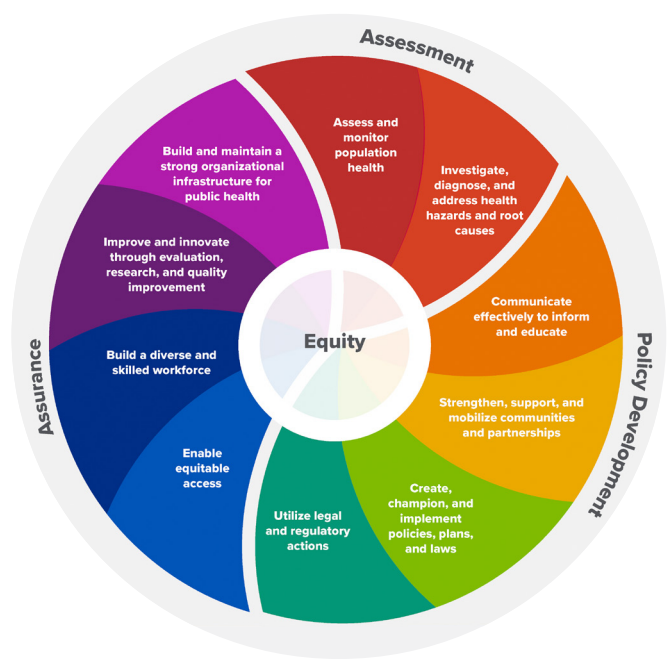 Assessment
Assess and
monitor
population
health
Investigate,
diagnose, and
address health
hazards and root
causes
Policy Development
Communicate
effectively to inform
and educate
Strengthen, support, and
mobilize communities
and partnerships
Create,
champion, and
implement
policies, plans,
and laws
Utilize legal
and regulatory
actions
Assurance
Enable
equitable
access
Build a diverse and
skilled workforce
Improve and innovate
through evaluation,
research, and quality
improvement
Build and maintain a
strong organizational
infrastructure for
public health
Equity